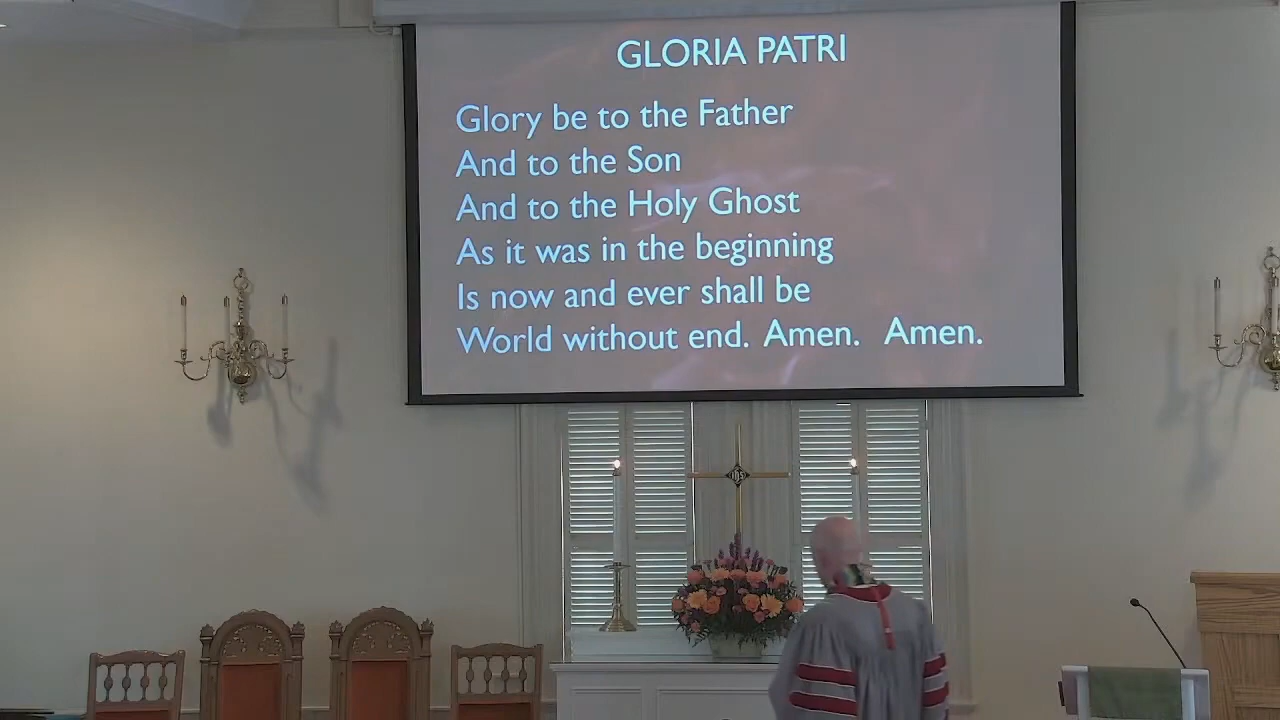 GLORIA PATRI
Glory be to the Father
And to the Son
And to the Holy Ghost
As it was in the beginning
Is now and ever shall be
World without end. Amen. Amen.
IHS